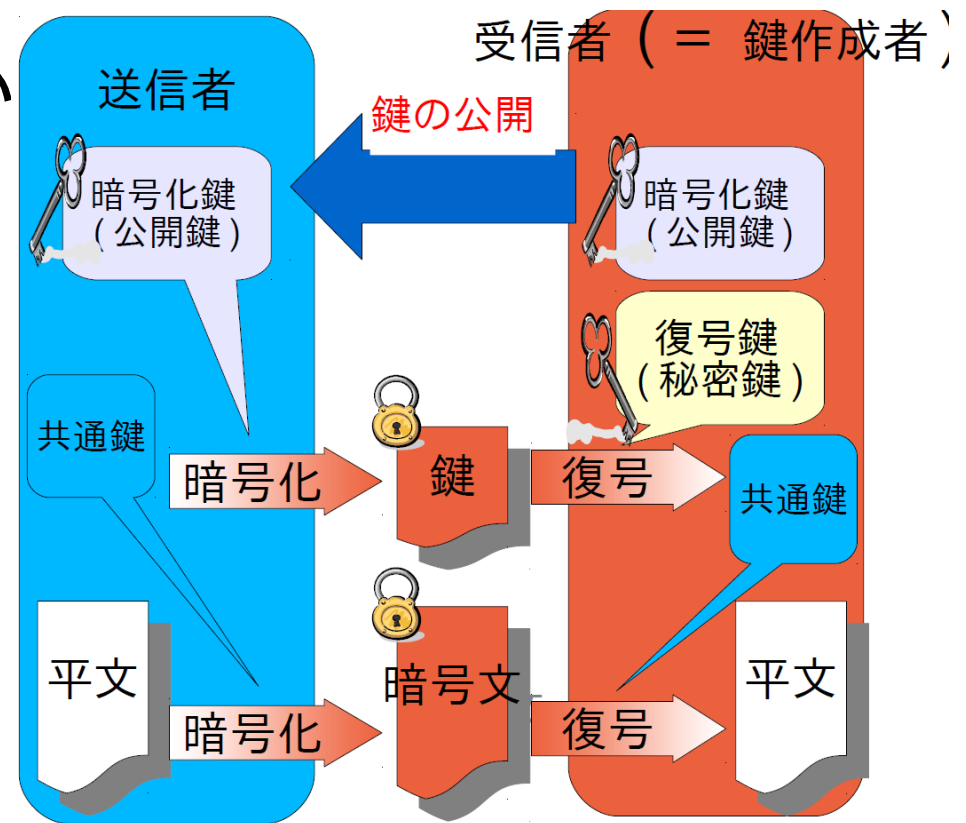 受信者 ( = 鍵作成者 )
送信者
鍵の公開
暗号化鍵
( 公開鍵 )
暗号化鍵
( 公開鍵 )
復号鍵
( 秘密鍵 )
共通鍵
暗号化
鍵
復号
共通鍵
平文
暗号文
平文
暗号化
復号